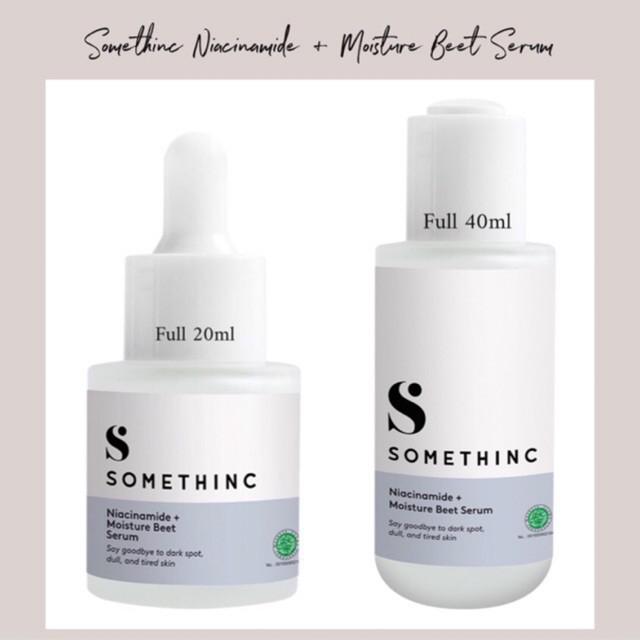 Somethinc Niacinamide + Moisture Beet Serum
Full 20ml
S
SOMETHINC
Niacinamide +
Moisture Beet
Serum
Say goodbye to dark spot,
dull, and tired skin
Full 40ml
S
SOMETHINC
Niacinamide +
Moisture Beet Serum
Say goodbye to dark spot,
dull, and tired skin